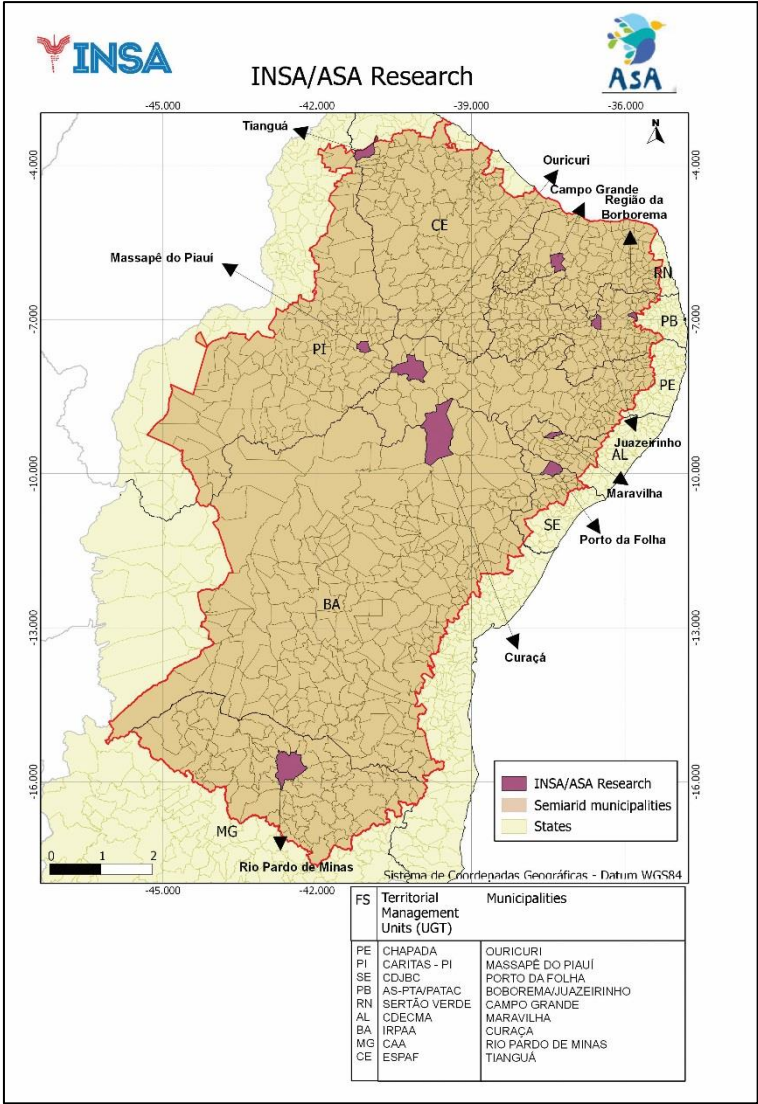 INSA
ASA
INSA/ASA Research
-45.000
-42.000
-39.000
-36.000
N
Tianguá
Ouricuri
Campo Grande
Região da
Borborema
-4.000
-4.000
CE
Massapê do Piauí
RN
-7.000
-7.000
PB
PI
PE
Juazeirinho
AL
-10.000
-10.000
Maravilha
SE
Porto da Folha
BA
-13.000
-13.000
Curaçá
-16.000
-16.000
INSA/ASA Research
Semiarid municipalities
States
MG
0 1 2
Rio Pardo de Minas
Sistema de Coordepadas Geográficas - Datum WGS84
-45.000
-42.000
FS Territorial Management Units (UGT) Municipalities
PE CHAPADA OURICURI
PI CARITAS - PI MASSAPÊ DO PIAUÍ
SE CDJBC PORTO DA FOLHA
PB AS-PTA/PATAC BOBOREMA/JUAZEIRINHO
RN SERTÃO VERDE CAMPO GRANDE
AL CDECMA MARAVILHA
BA IRPAA CURAÇA
MG CAA RIO PARDO DE MINAS
CE ESPAF TIANGUÁ